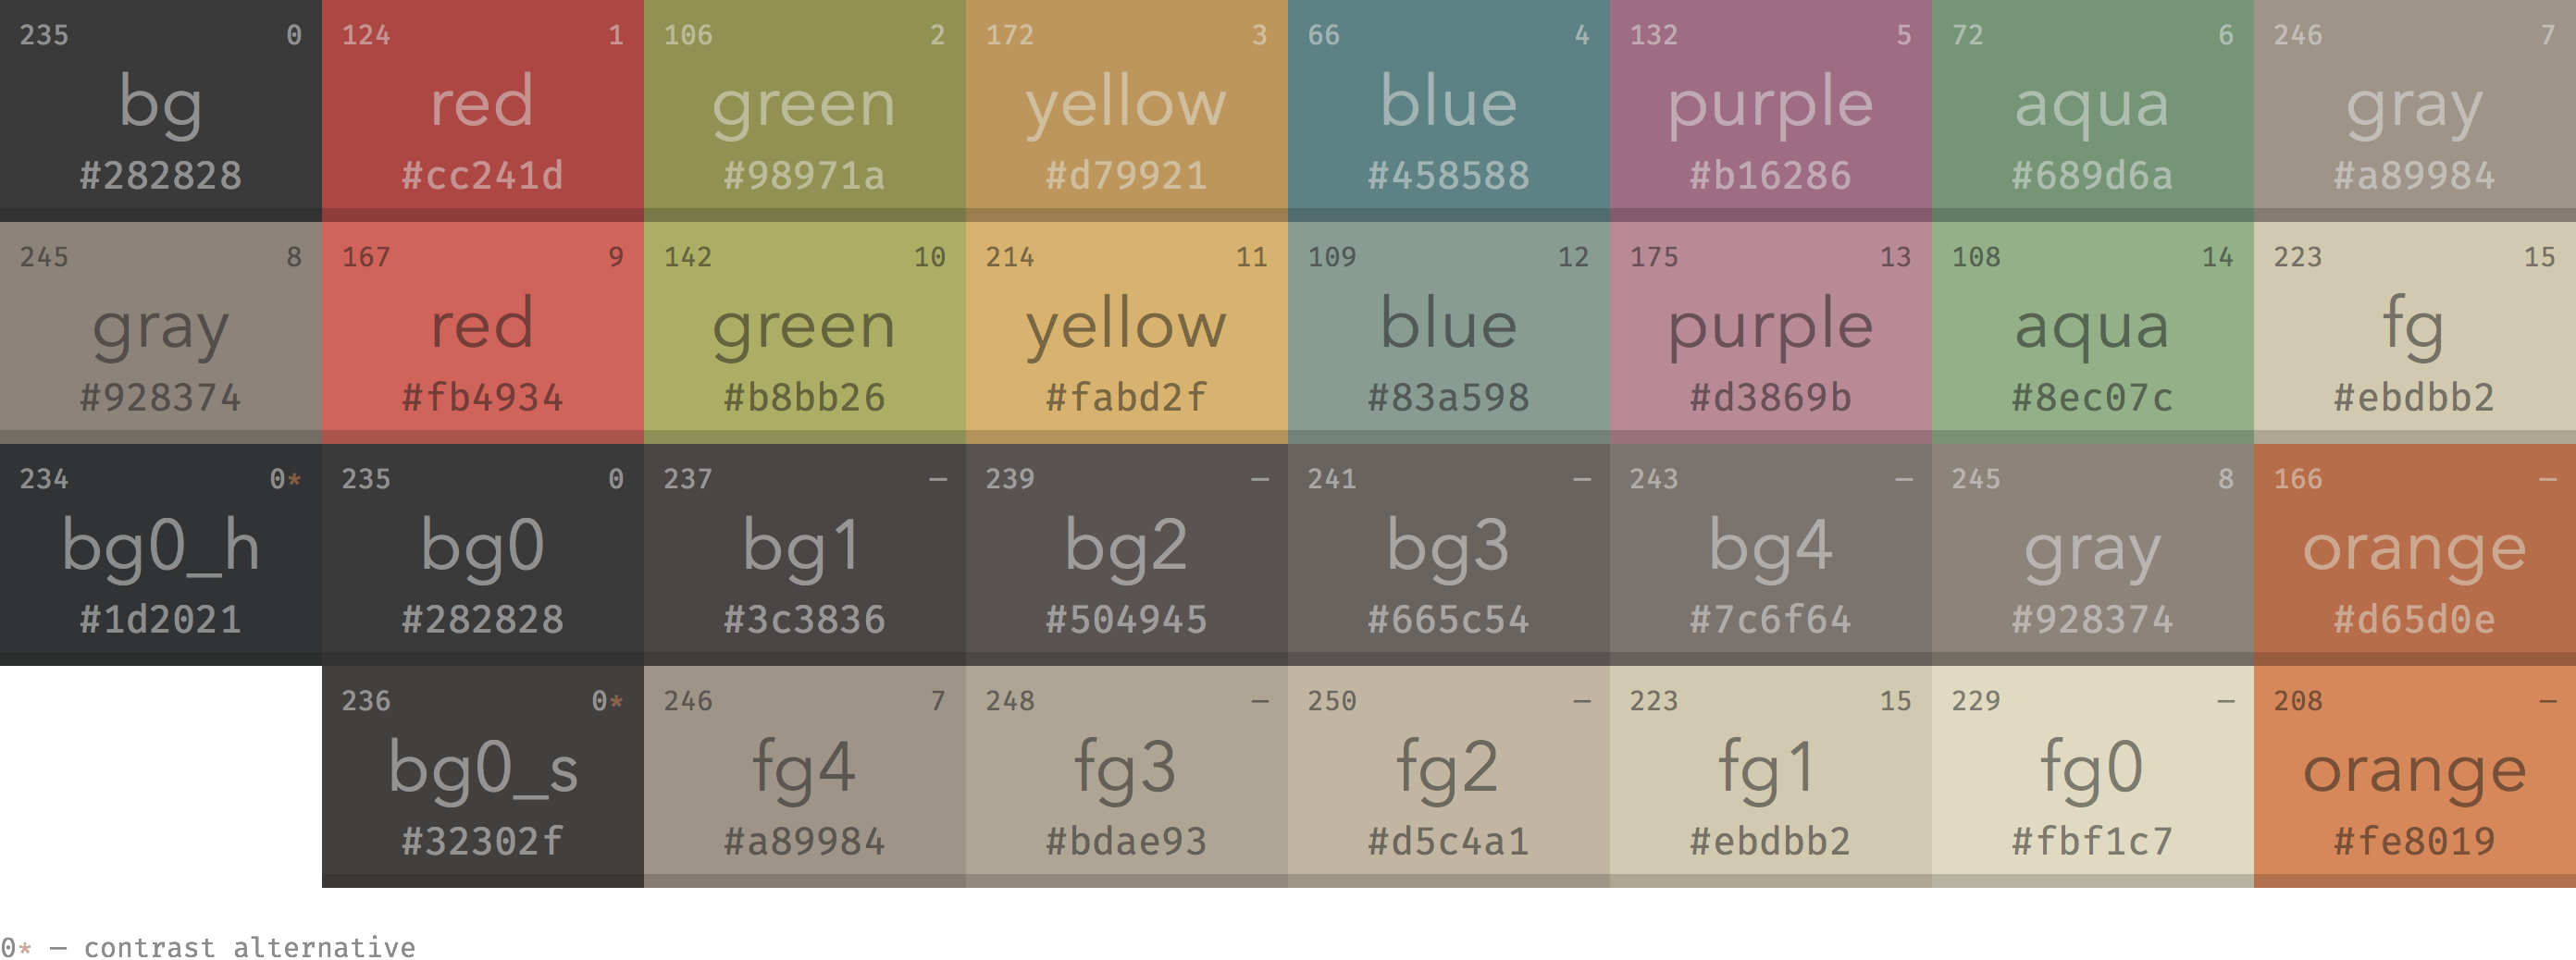 235 0 124 1 106 2 172 3 66 4 132 5 72 6 246 7
bg red green yellow blue purple aqua gray
#282828 #cc241d #98971a #d79921 #458588 #b16286 #689d6a #a89984
245 8 167 9 142 10 214 11 109 12 175 13 108 14 223 15
gray red green yellow blue purple aqua fg
#928374 #fb4934 #b8bb26 #fabd2f #83a598 #d3869b #8ec07c #ebdbb2
234 0* 235 0 237 — 239 — 241 — 243 — 245 8 166 —
bg0_h bg0 bg1 bg2 bg3 bg4 gray orange
#1d2021 #282828 #3c3836 #504945 #665c54 #7c6f64 #928374 #d65d0e
236 0* 246 7 248 — 250 — 223 15 229 — 208 —
bg0_s fg4 fg3 fg2 fg1 fg0 orange
#32302f #a89984 #bdae93 #d5c4a1 #ebdbb2 #fbf1c7 #fe8019
0* — contrast alternative